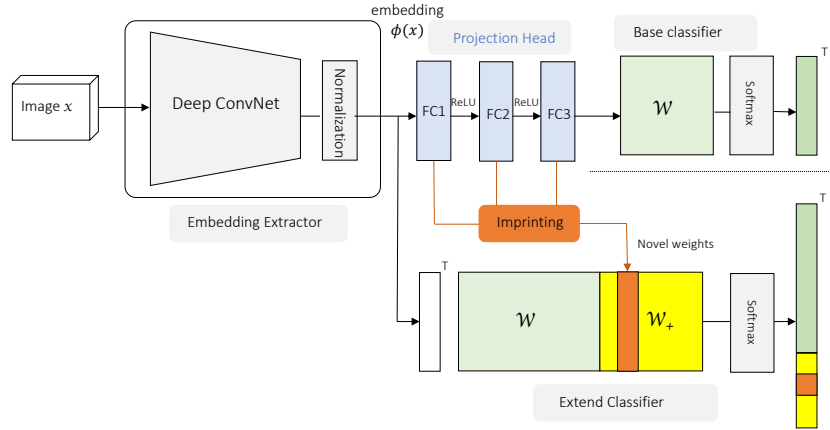 embedding
ϕ(x)
Projection Head
Base classifier
T
Image x
Deep ConvNet
Normalization
FC1
ReLU
FC2
ReLU
FC3
𝒲
Softmax
Embedding Extractor
Imprinting
Novel weights
T
T
𝒲
𝒲+
Softmax
Extend Classifier